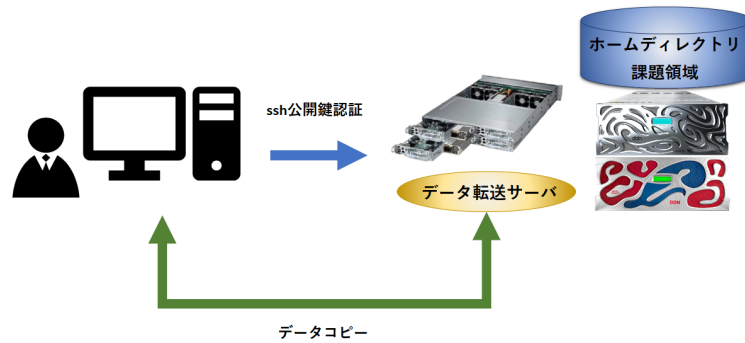 ホームディレクトリ
課題領域
ssh公開鍵認証
データ転送サーバ
DDN
データコピー